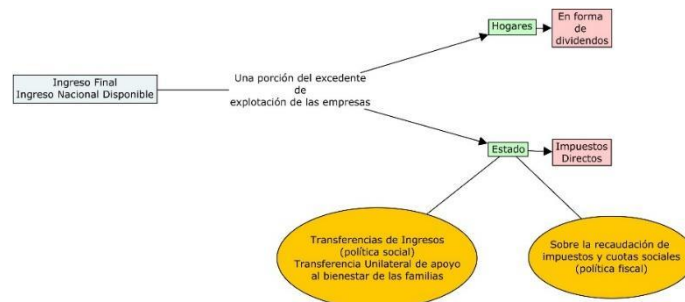 Ingreso Final
Ingreso Nacional Disponible
Una porción del excedente
de
explotación de las empresas
Hogares
En forma
de
dividendos
Estado
Impuestos
Directos
Transferencias de Ingresos
(política social)
Transferencia Unilateral de apoyo
al bienestar de las familias
Sobre la recaudación de
impuestos y cuotas sociales
(política fiscal)